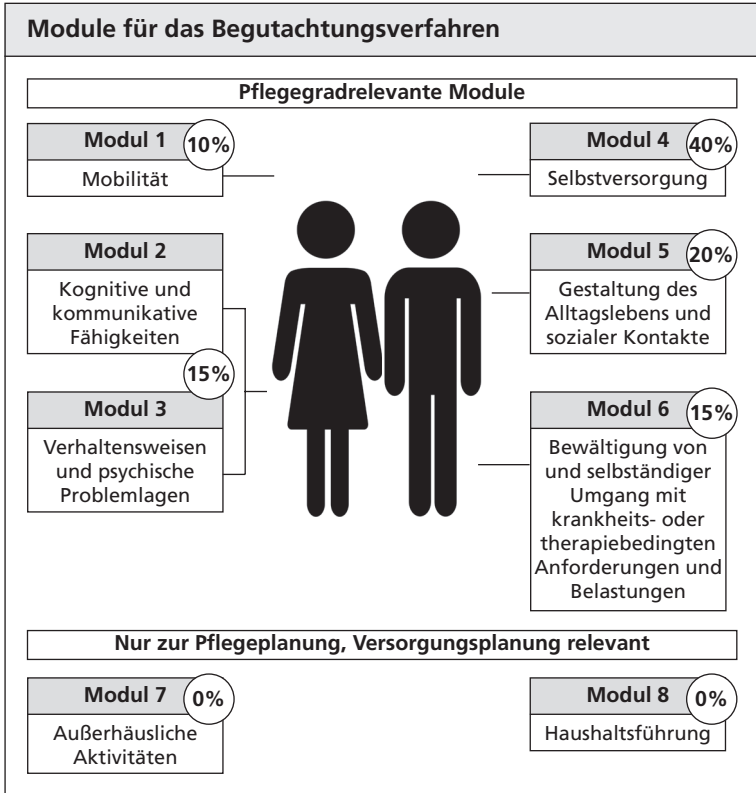 Module für das Begutachtungsverfahren
Pflegegradrelevante Module
Modul 1
10%
Mobilität
Modul 2
Kognitive und
kommunikative
Fähigkeiten
15%
Modul 3
Verhaltensweisen
und psychische
Problemlagen
Modul 4
40%
Selbstversorgung
Modul 5
20%
Gestaltung des
Alltagslebens und
sozialer Kontakte
Modul 6
15%
Bewältigung von
und selbständiger
Umgang mit
krankheits- oder
therapiebedingten
Anforderungen und
Belastungen
Nur zur Pflegeplanung, Versorgungsplanung relevant
Modul 7
0%
Außerhäusliche
Aktivitäten
Modul 8
0%
Haushaltsführung